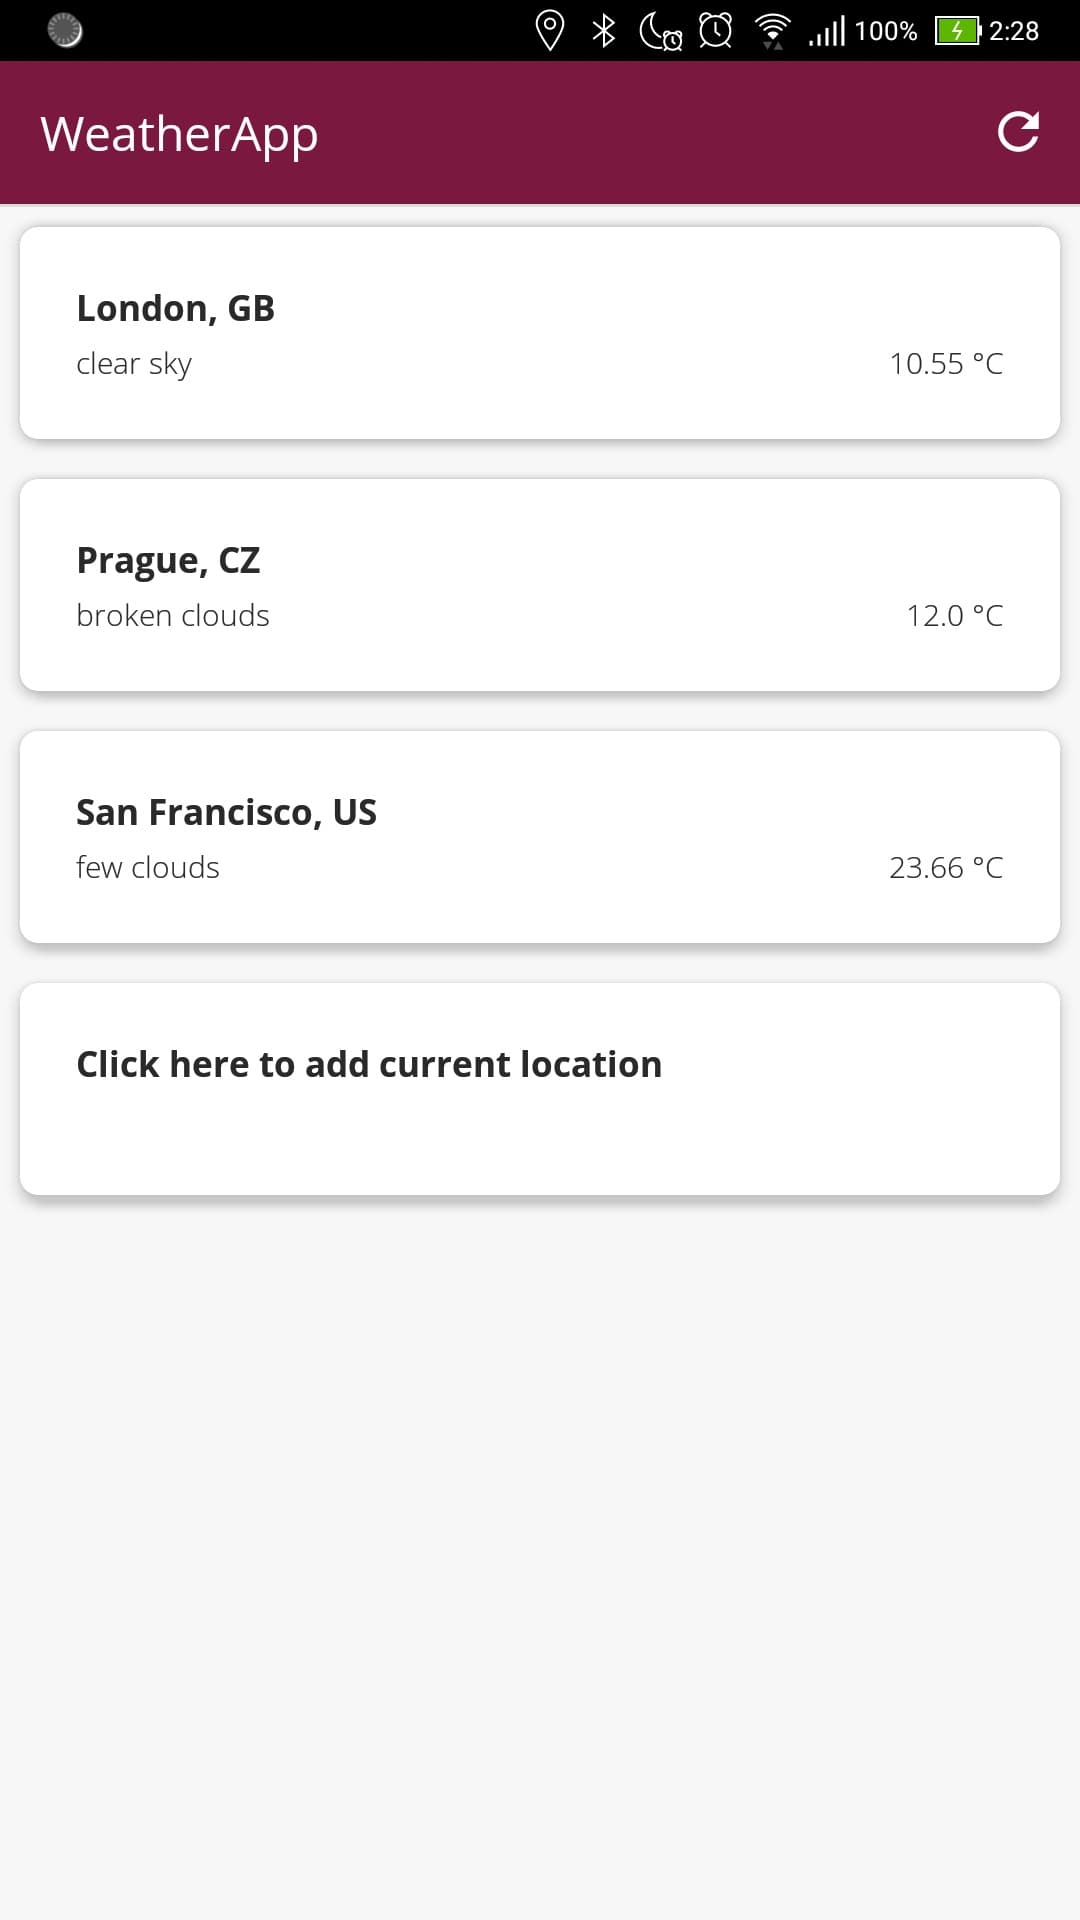 100% 2:28
WeatherApp
London, GB
clear sky 10.55 °C
Prague, CZ
broken clouds 12.0 °C
San Francisco, US
few clouds 23.66 °C
Click here to add current location